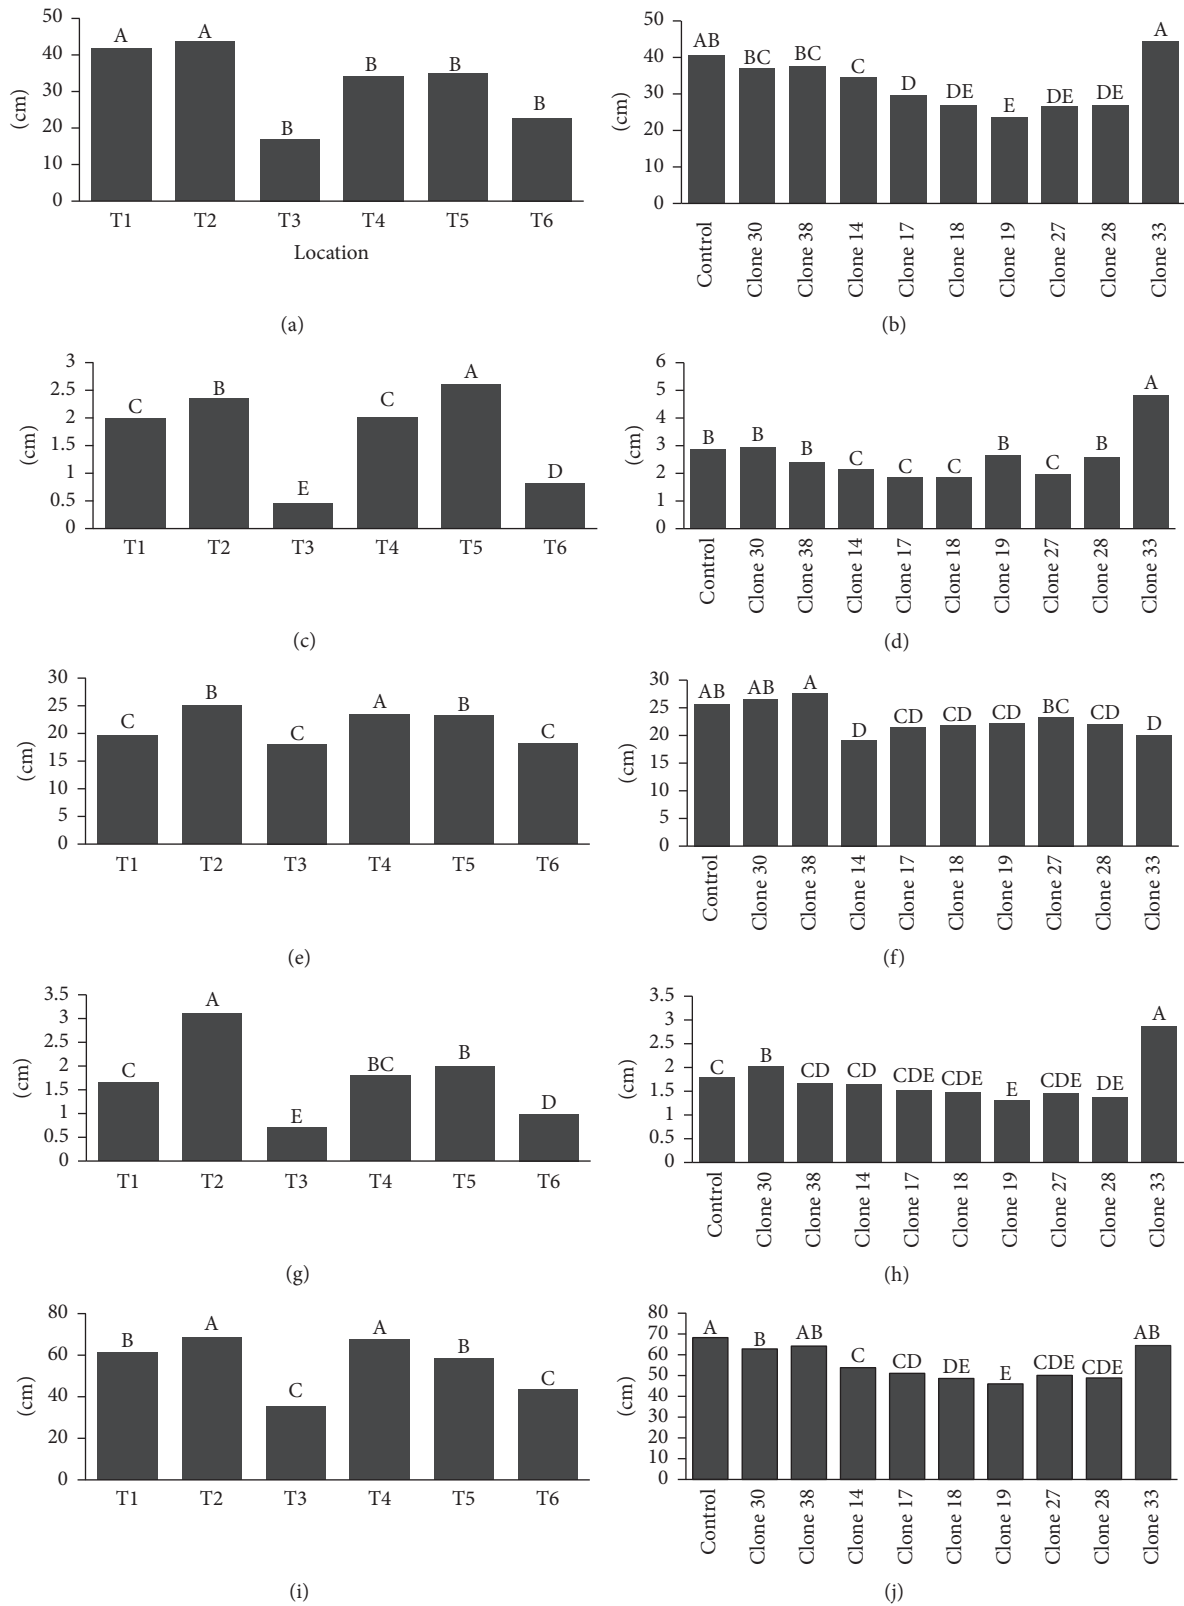 50
40
30
20
10
0
(cm)
A
A
B
B
B
B
T1 T2 T3 T4 T5 T6
Location
(a)
50
40
30
20
10
0
(cm)
AB
BC
BC
C
D
DE
E
DE
DE
A
Control
Clone 30
Clone 38
Clone 14
Clone 17
Clone 18
Clone 19
Clone 27
Clone 28
Clone 33
(b)
3
2.5
2
1.5
1
0.5
0
(cm)
C
B
E
C
A
D
T1 T2 T3 T4 T5 T6
(c)
6
5
4
3
2
1
0
(cm)
B
B
B
C
C
C
B
C
B
A
Control
Clone 30
Clone 38
Clone 14
Clone 17
Clone 18
Clone 19
Clone 27
Clone 28
Clone 33
(d)
30
25
20
15
10
5
0
(cm)
C
B
C
A
B
C
T1 T2 T3 T4 T5 T6
(e)
30
25
20
15
10
5
0
(cm)
AB
AB
A
D
CD
CD
CD
BC
CD
D
Control
Clone 30
Clone 38
Clone 14
Clone 17
Clone 18
Clone 19
Clone 27
Clone 28
Clone 33
(f)
3.5
3
2.5
2
1.5
1
0.5
0
(cm)
C
A
E
BC
B
D
T1 T2 T3 T4 T5 T6
(g)
3.5
3
2.5
2
1.5
1
0.5
0
(cm)
C
B
CD
CD
CDE
CDE
E
CDE
DE
A
Control
Clone 30
Clone 38
Clone 14
Clone 17
Clone 18
Clone 19
Clone 27
Clone 28
Clone 33
(h)
80
60
40
20
0
(cm)
B
A
C
A
B
C
T1 T2 T3 T4 T5 T6
(i)
80
70
60
50
40
30
20
10
0
(cm)
A
B
AB
C
CD
DE
E
CDE
CDE
AB
Control
Clone 30
Clone 38
Clone 14
Clone 17
Clone 18
Clone 19
Clone 27
Clone 28
Clone 33
(j)